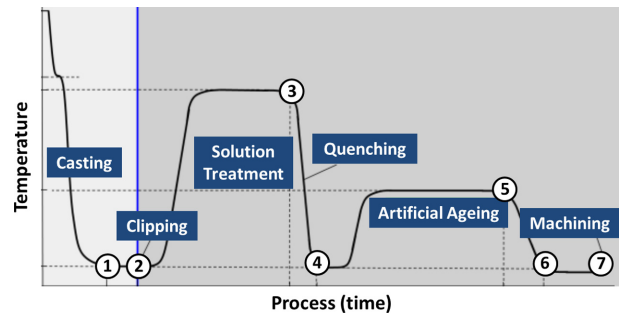 Temperature
Casting
Clipping
Solution
Treatment
Quenching
Artificial Ageing
Machining
1
2
3
4
5
6
7
Process (time)